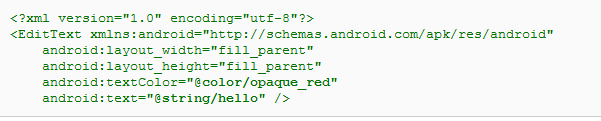 <?xml version="1.0" encoding="utf-8"?>
<EditText xmlns:android="http://schemas.android.com/apk/res/android"
    android:layout_width="fill_parent"
    android:layout_height="fill_parent"
    android:textColor="@color/opaque_red"
    android:text="@string/hello" />